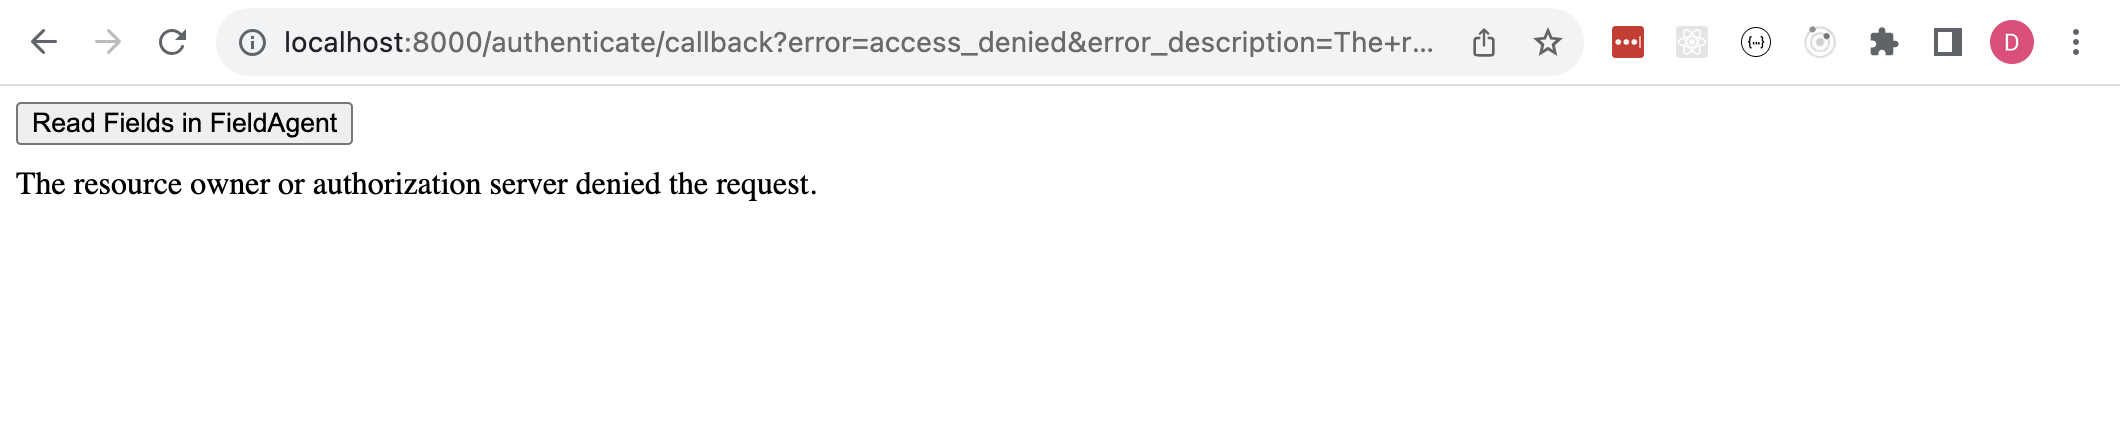 localhost:8000/authenticate/callback?error=access_denied&error_description=The+r...
D
Read Fields in FieldAgent
The resource owner or authorization server denied the request.